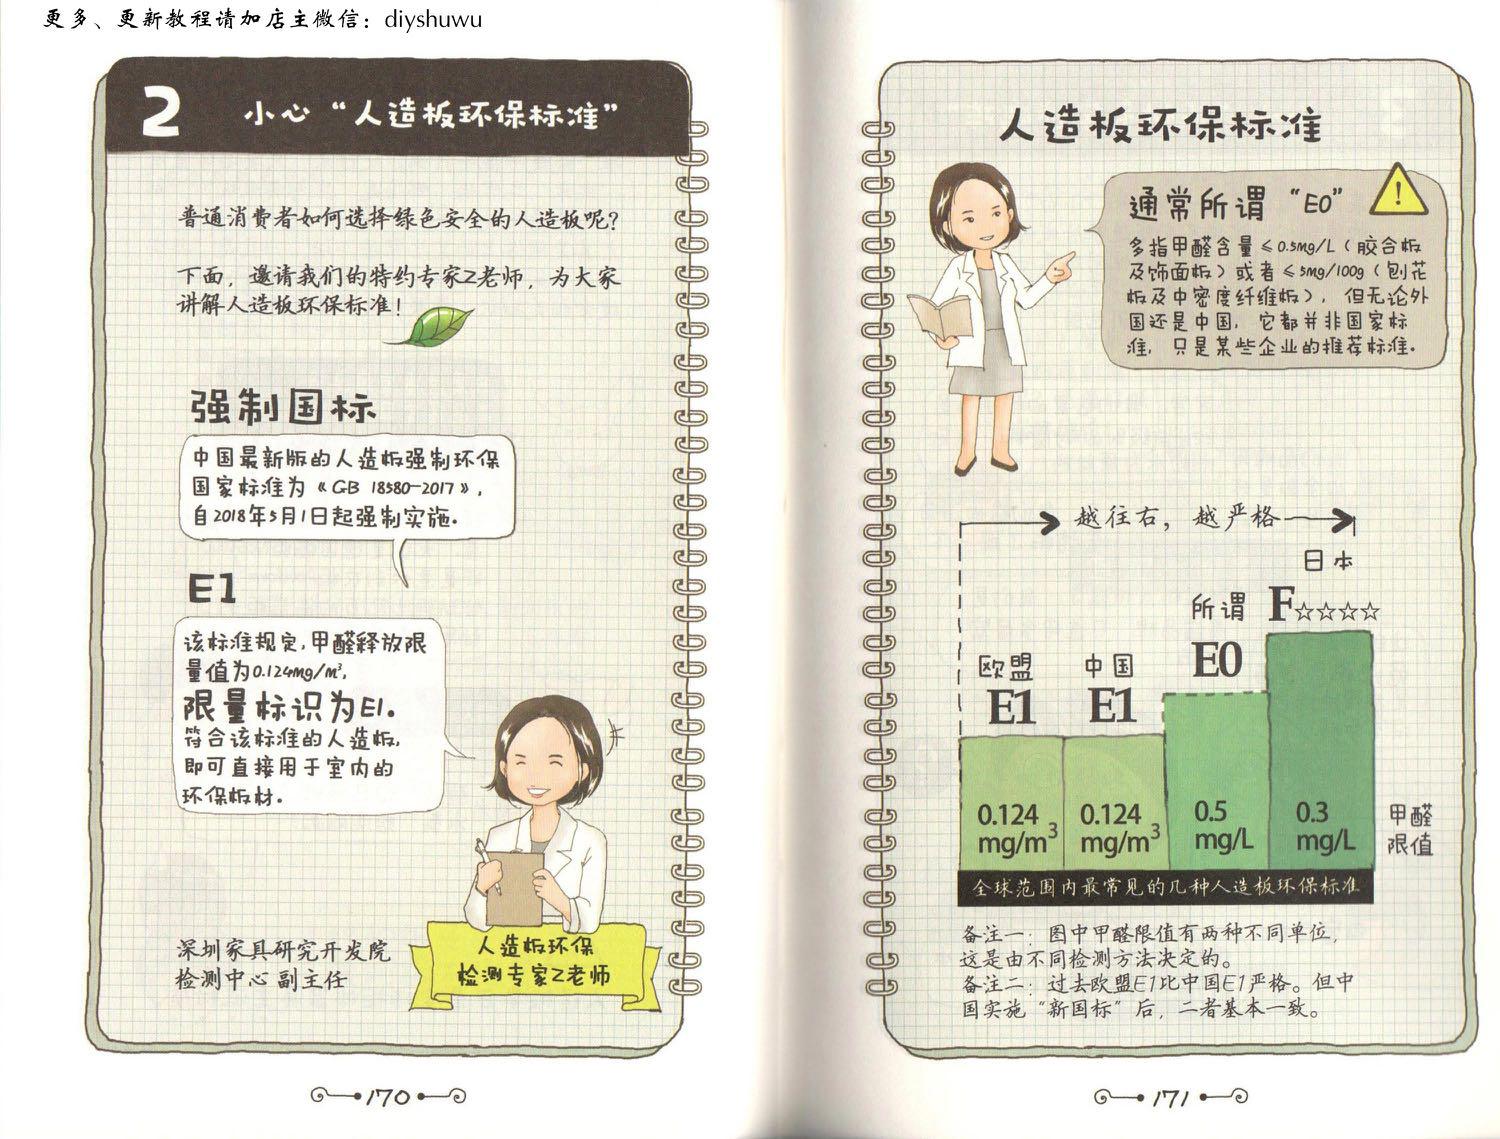 更多、更新教程请加店主微信：diyshuwu
2
小心“人造板环保标准”
普通消费者如何选择绿色安全的人造板呢？
下面，邀请我们的特约专家Z老师，为大家
讲解人造板环保标准！
强制国标
中国最新版的人造板强制环保
国家标准为《GB 18580-2017》，
自2018年5月1日起强制实施。
E1
该标准规定，甲醛释放限
量值为0.124mg/m³，
限量标识为E1。
符合该标准的人造板，
即可直接用于室内的
环保板材。
深圳家具研究开发院
检测中心 副主任
人造板环保
检测专家Z老师
170
人造板环保标准
通常所谓“E0”
多指甲醛含量≤0.5mg/L（胶合板
及饰面板）或者≤5mg/100g（刨花
板及中密度纤维板），但无论外
国还是中国，它都并非国家标
准，只是某些企业的推荐标准。
越往右，越严格
日本
所谓 F☆☆☆☆
欧盟 中国 E0
E1 E1
0.124 0.124 0.5 0.3 甲醛
mg/m³ mg/m³ mg/L mg/L 限值
全球范围内最常见的几种人造板环保标准
备注一：图中甲醛限值有两种不同单位，
这是由不同检测方法决定的。
备注二：过去欧盟E1比中国E1严格。但中
国实施“新国标”后，二者基本一致。
171